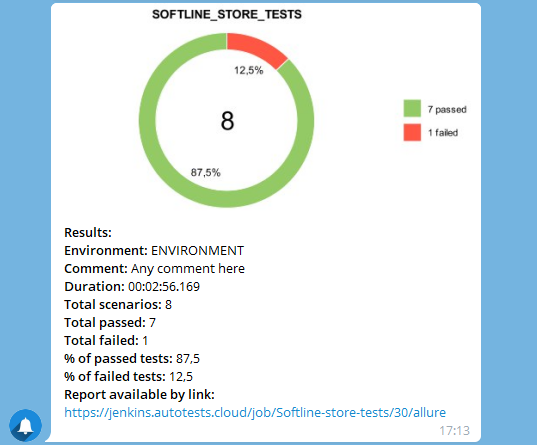 SOFTLINE_STORE_TESTS
12,5%
8
7 passed
1 failed
87,5%
Results:
Environment: ENVIRONMENT
Comment: Any comment here
Duration: 00:02:56.169
Total scenarios: 8
Total passed: 7
Total failed: 1
% of passed tests: 87,5
% of failed tests: 12,5
Report available by link:
https://jenkins.autotests.cloud/job/Softline-store-tests/30/allure
17:13